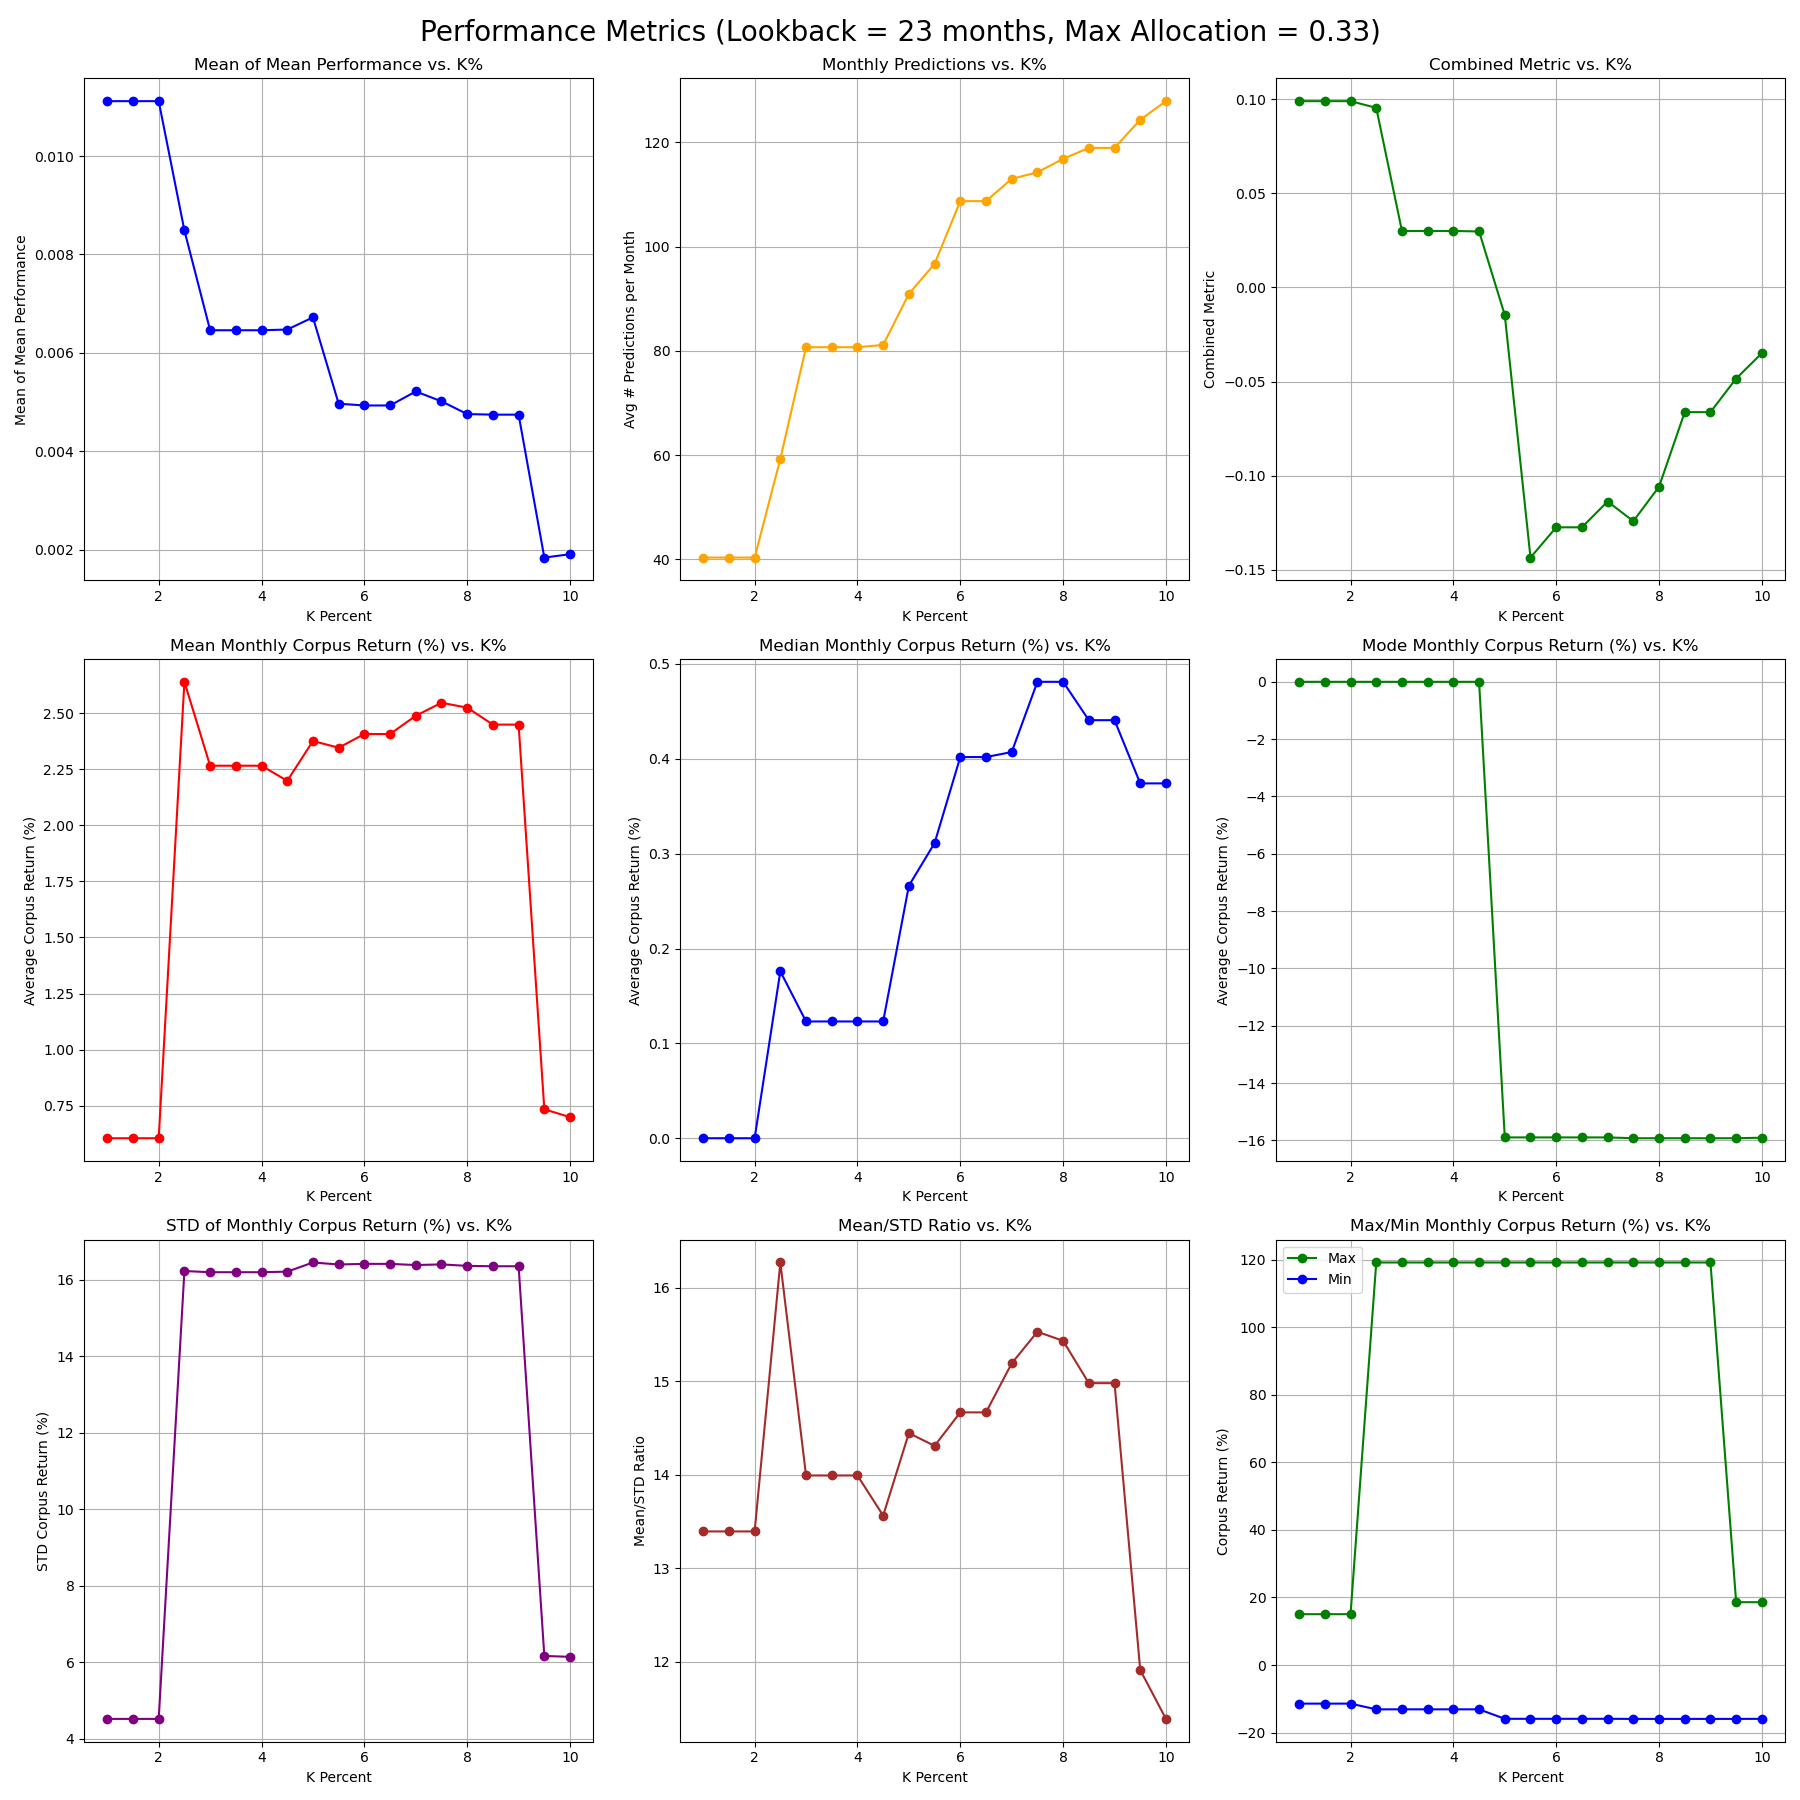 Performance Metrics (Lookback = 23 months, Max Allocation = 0.33)
Mean of Mean Performance vs. K%
Mean of Mean Performance
0.010
0.008
0.006
0.004
0.002
2 4 6 8 10
K Percent
Monthly Predictions vs. K%
Avg # Predictions per Month
120
100
80
60
40
2 4 6 8 10
K Percent
Combined Metric vs. K%
Combined Metric
0.10
0.05
0.00
−0.05
−0.10
−0.15
2 4 6 8 10
K Percent
Mean Monthly Corpus Return (%) vs. K%
Average Corpus Return (%)
2.50
2.25
2.00
1.75
1.50
1.25
1.00
0.75
2 4 6 8 10
K Percent
Median Monthly Corpus Return (%) vs. K%
Average Corpus Return (%)
0.5
0.4
0.3
0.2
0.1
0.0
2 4 6 8 10
K Percent
Mode Monthly Corpus Return (%) vs. K%
Average Corpus Return (%)
0
−2
−4
−6
−8
−10
−12
−14
−16
2 4 6 8 10
K Percent
STD of Monthly Corpus Return (%) vs. K%
STD Corpus Return (%)
16
14
12
10
8
6
4
2 4 6 8 10
K Percent
Mean/STD Ratio vs. K%
Mean/STD Ratio
16
15
14
13
12
2 4 6 8 10
K Percent
Max/Min Monthly Corpus Return (%) vs. K%
Max
Min
Corpus Return (%)
120
100
80
60
40
20
0
−20
2 4 6 8 10
K Percent